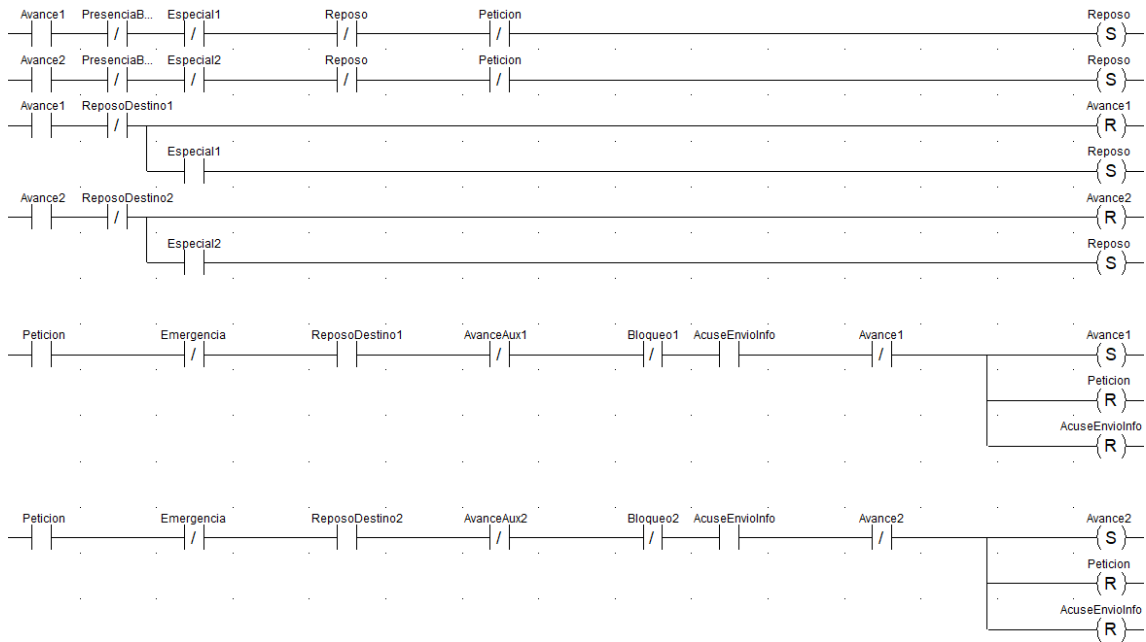 Avance1 PresenciaB... Especial1 Reposo Peticion Reposo
/ / / / S
Avance2 PresenciaB... Especial2 Reposo Peticion Reposo
/ / / / S
Avance1 ReposoDestino1 Avance1
/ R
Especial1 Reposo
S
Avance2 ReposoDestino2 Avance2
/ R
Especial2 Reposo
S
Peticion Emergencia ReposoDestino1 AvanceAux1 Bloqueo1 AcuseEnvioInfo Avance1 Avance1
/ / / / S
Peticion
R
AcuseEnvioInfo
R
Peticion Emergencia ReposoDestino2 AvanceAux2 Bloqueo2 AcuseEnvioInfo Avance2 Avance2
/ / / / S
Peticion
R
AcuseEnvioInfo
R